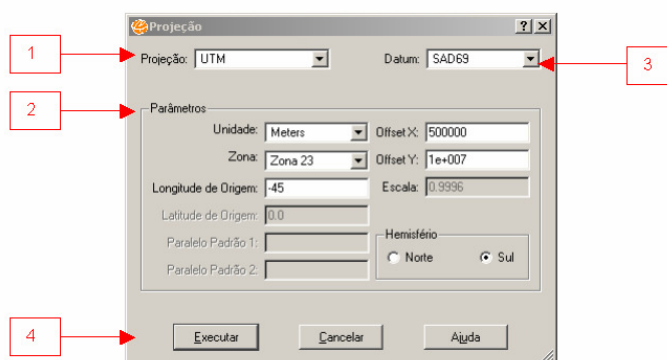 Projeção
1
Projeção: UTM
Datum: SAD69
3
2
Parâmetros
Unidade: Meters
Offset X: 500000
Zona: Zona 23
Offset Y: 1e+007
Longitude de Origem: -45
Escala: 0.9996
Latitude de Origem: 0.0
Paralelo Padrão 1:
Paralelo Padrão 2:
Hemisfério
Norte
Sul
4
Executar
Cancelar
Ajuda